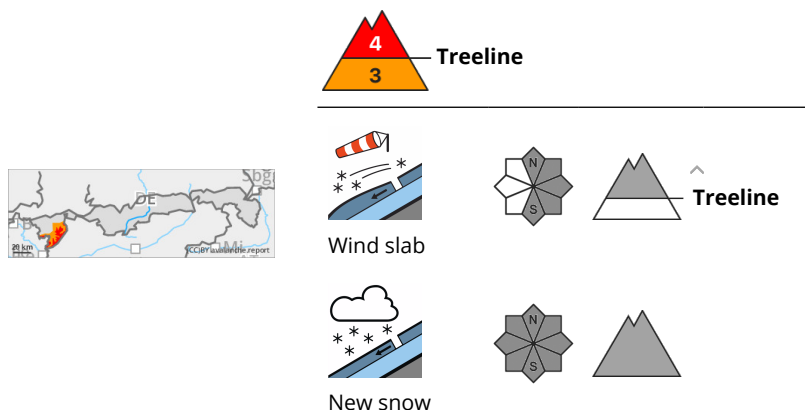 4
Treeline
3
N
S
Treeline
Wind slab
Sbg
DE
20 km
CC BY avalanche.report
N
S
New snow